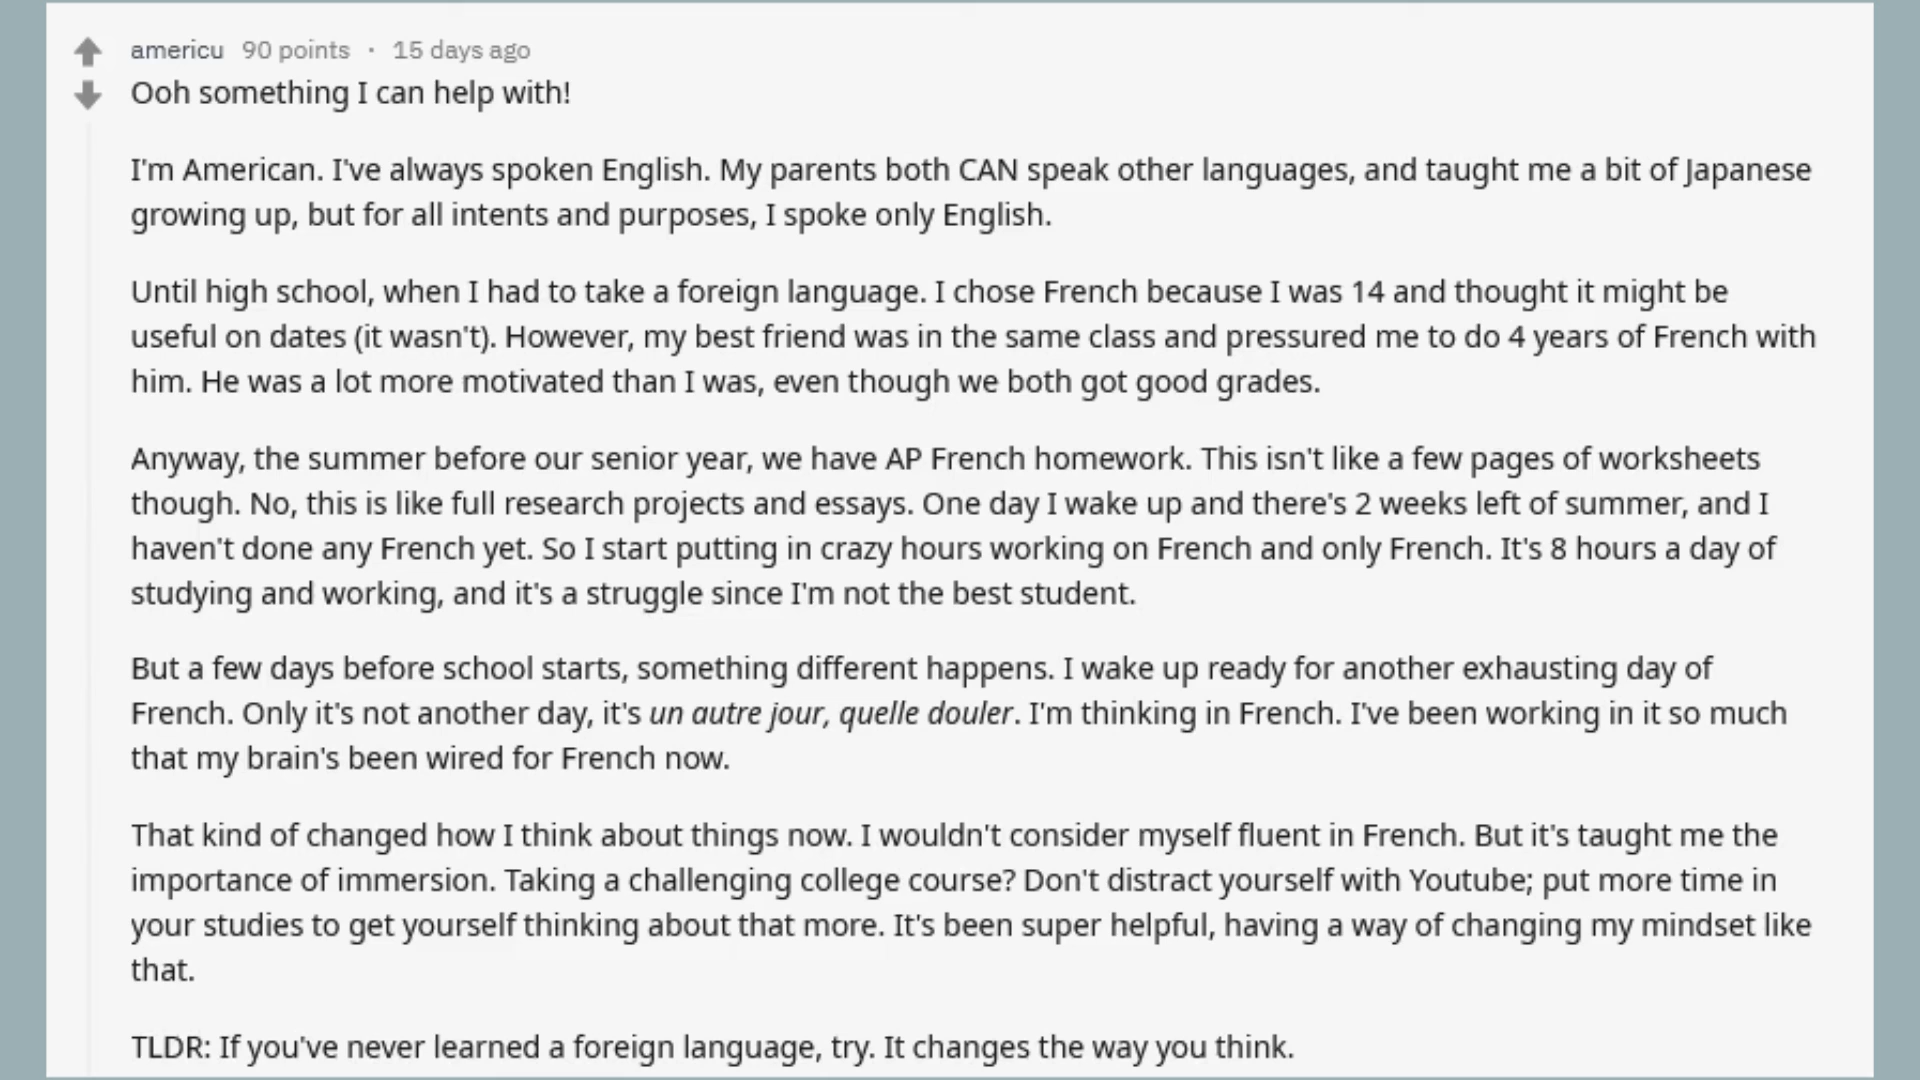 americu 90 points · 15 days ago
Ooh something I can help with!
I'm American. I've always spoken English. My parents both CAN speak other languages, and taught me a bit of Japanese
growing up, but for all intents and purposes, I spoke only English.
Until high school, when I had to take a foreign language. I chose French because I was 14 and thought it might be
useful on dates (it wasn't). However, my best friend was in the same class and pressured me to do 4 years of French with
him. He was a lot more motivated than I was, even though we both got good grades.
Anyway, the summer before our senior year, we have AP French homework. This isn't like a few pages of worksheets
though. No, this is like full research projects and essays. One day I wake up and there's 2 weeks left of summer, and I
haven't done any French yet. So I start putting in crazy hours working on French and only French. It's 8 hours a day of
studying and working, and it's a struggle since I'm not the best student.
But a few days before school starts, something different happens. I wake up ready for another exhausting day of
French. Only it's not another day, it's un autre jour, quelle douler. I'm thinking in French. I've been working in it so much
that my brain's been wired for French now.
That kind of changed how I think about things now. I wouldn't consider myself fluent in French. But it's taught me the
importance of immersion. Taking a challenging college course? Don't distract yourself with Youtube; put more time in
your studies to get yourself thinking about that more. It's been super helpful, having a way of changing my mindset like
that.
TLDR: If you've never learned a foreign language, try. It changes the way you think.